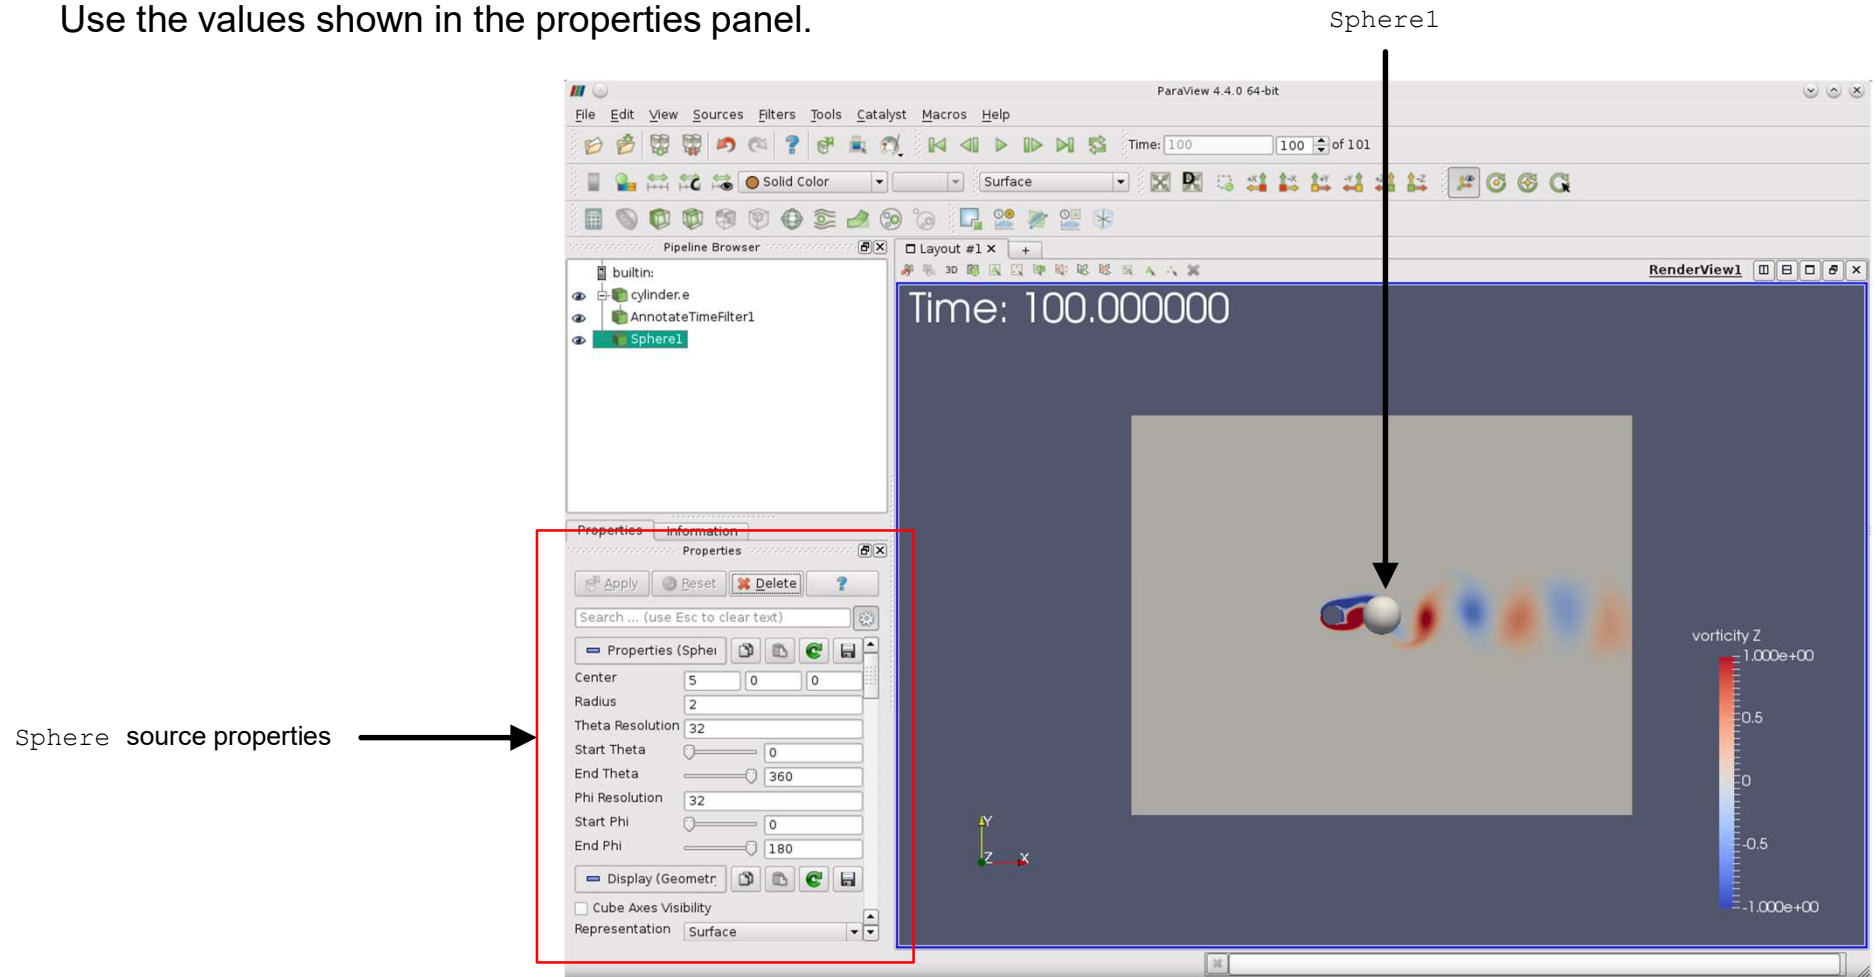 Use the values shown in the properties panel.
Sphere1
ParaView 4.4.0 64-bit
File Edit View Sources Filters Tools Catalyst Macros Help
Time: 100 100 of 101
Solid Color Surface
Pipeline Browser
Layout #1
builtin:
RenderView1
3D
cylinder.e
AnnotateTimeFilter1
Sphere1
Time: 100.000000
Properties Information
Properties
Apply Reset Delete ?
Search ... (use Esc to clear text)
Properties (Spher
Center 5 0 0
Radius 2
Theta Resolution 32
Start Theta 0
End Theta 360
Phi Resolution 32
Start Phi 0
End Phi 180
Display (Geometr
Cube Axes Visibility
Representation Surface
Sphere source properties
Y
Z X
vorticity Z
1.000e+00
0.5
0
-0.5
-1.000e+00